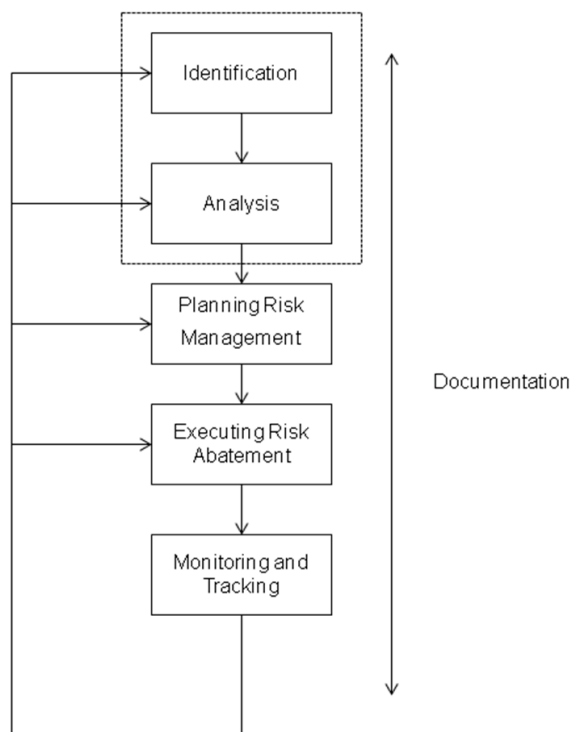 Identification
Analysis
Planning Risk
Management
Documentation
Executing Risk
Abatement
Monitoring and
Tracking